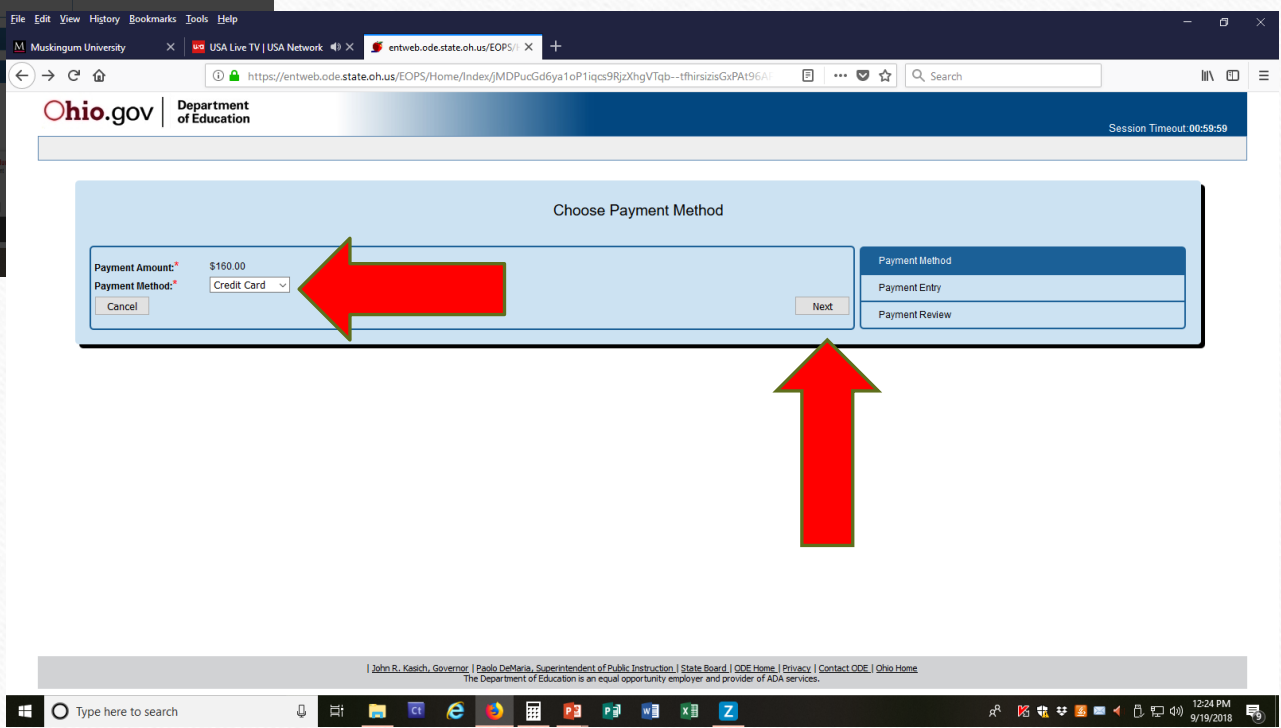 File Edit View History Bookmarks Tools Help
M Muskingum University
usa USA Live TV | USA Network
entweb.ode.state.oh.us/EOPS/
https://entweb.ode.state.oh.us/EOPS/Home/Index/
Search
Ohio.gov
Department
of Education
Session Timeout:00:59:59
Choose Payment Method
Payment Amount:* $160.00
Payment Method:* Credit Card
Cancel
Next
Payment Method
Payment Entry
Payment Review
| John R. Kasich, Governor | Paolo DeMaria, Superintendent of Public Instruction | State Board | ODE Home | Privacy | Contact ODE | Ohio Home
The Department of Education is an equal opportunity employer and provider of ADA services.
Type here to search
12:24 PM
9/19/2018